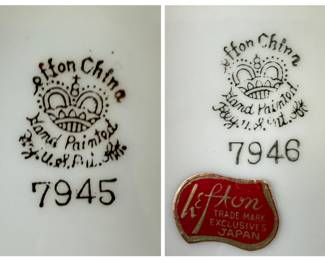 Lefton China
Hand Painted
Reg. U.S. Pat. Off.
7945
Lefton China
Hand Painted
Reg. U.S. Pat. Off.
7946
Lefton
TRADE MARK
EXCLUSIVES
JAPAN